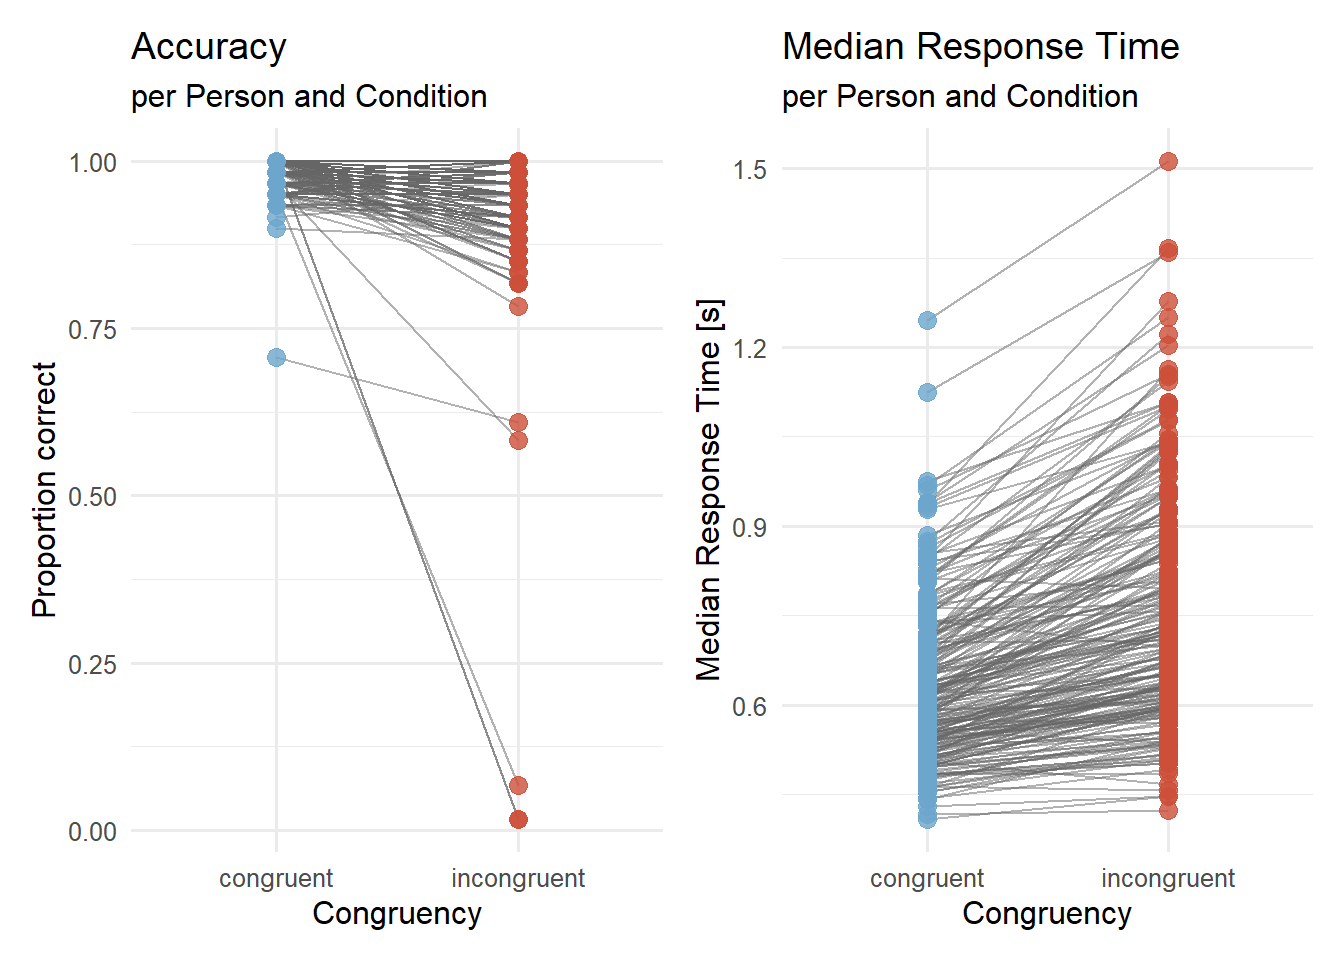 Accuracy
per Person and Condition
Proportion correct
1.00
0.75
0.50
0.25
0.00
congruent
incongruent
Congruency
Median Response Time
per Person and Condition
Median Response Time [s]
1.5
1.2
0.9
0.6
congruent
incongruent
Congruency